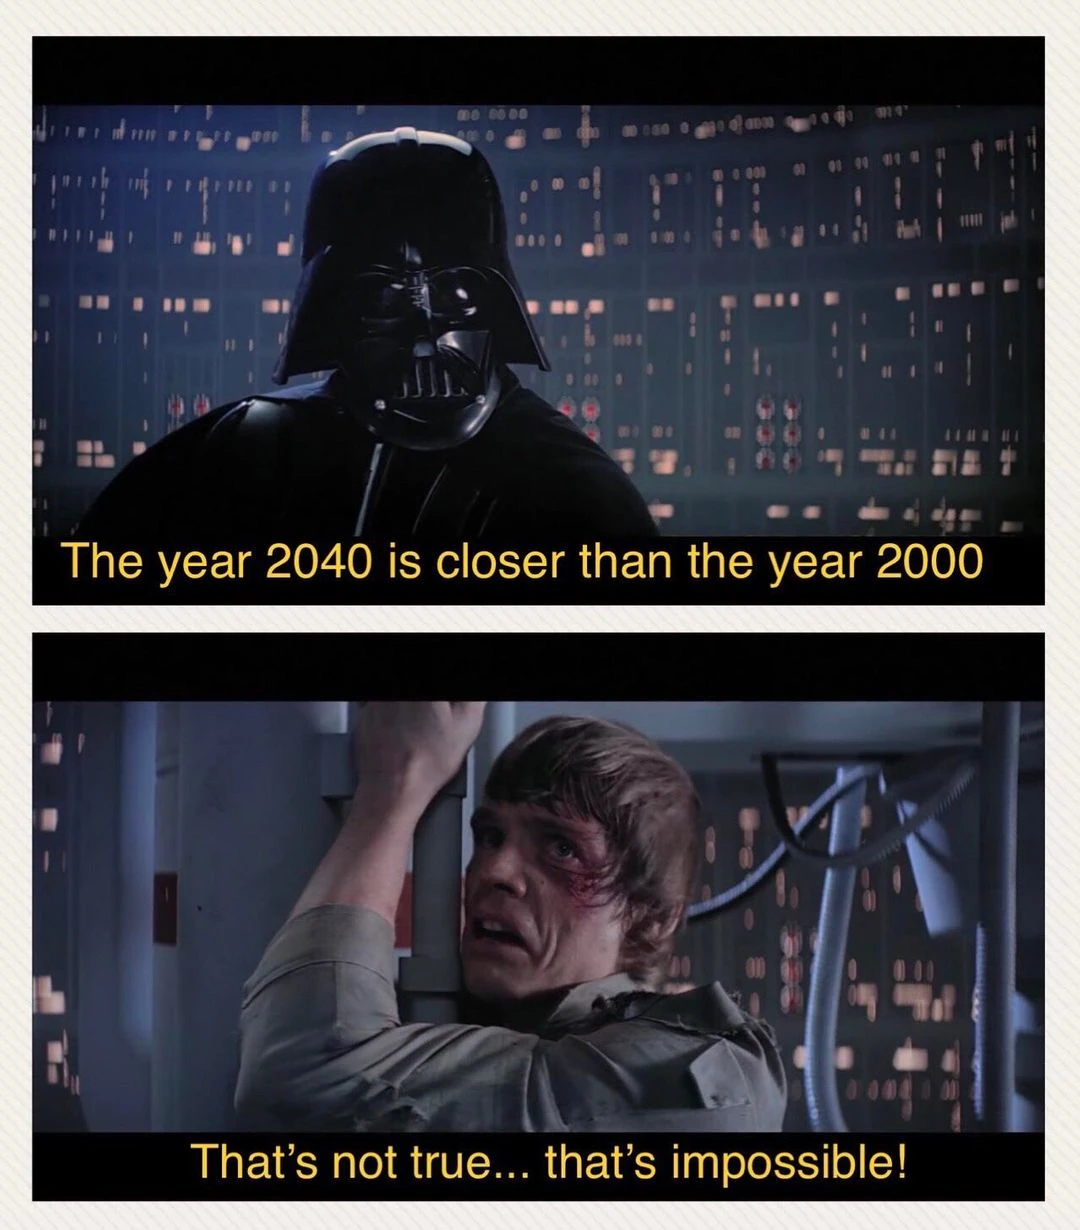 The year 2040 is closer than the year 2000
That's not true... that's impossible!